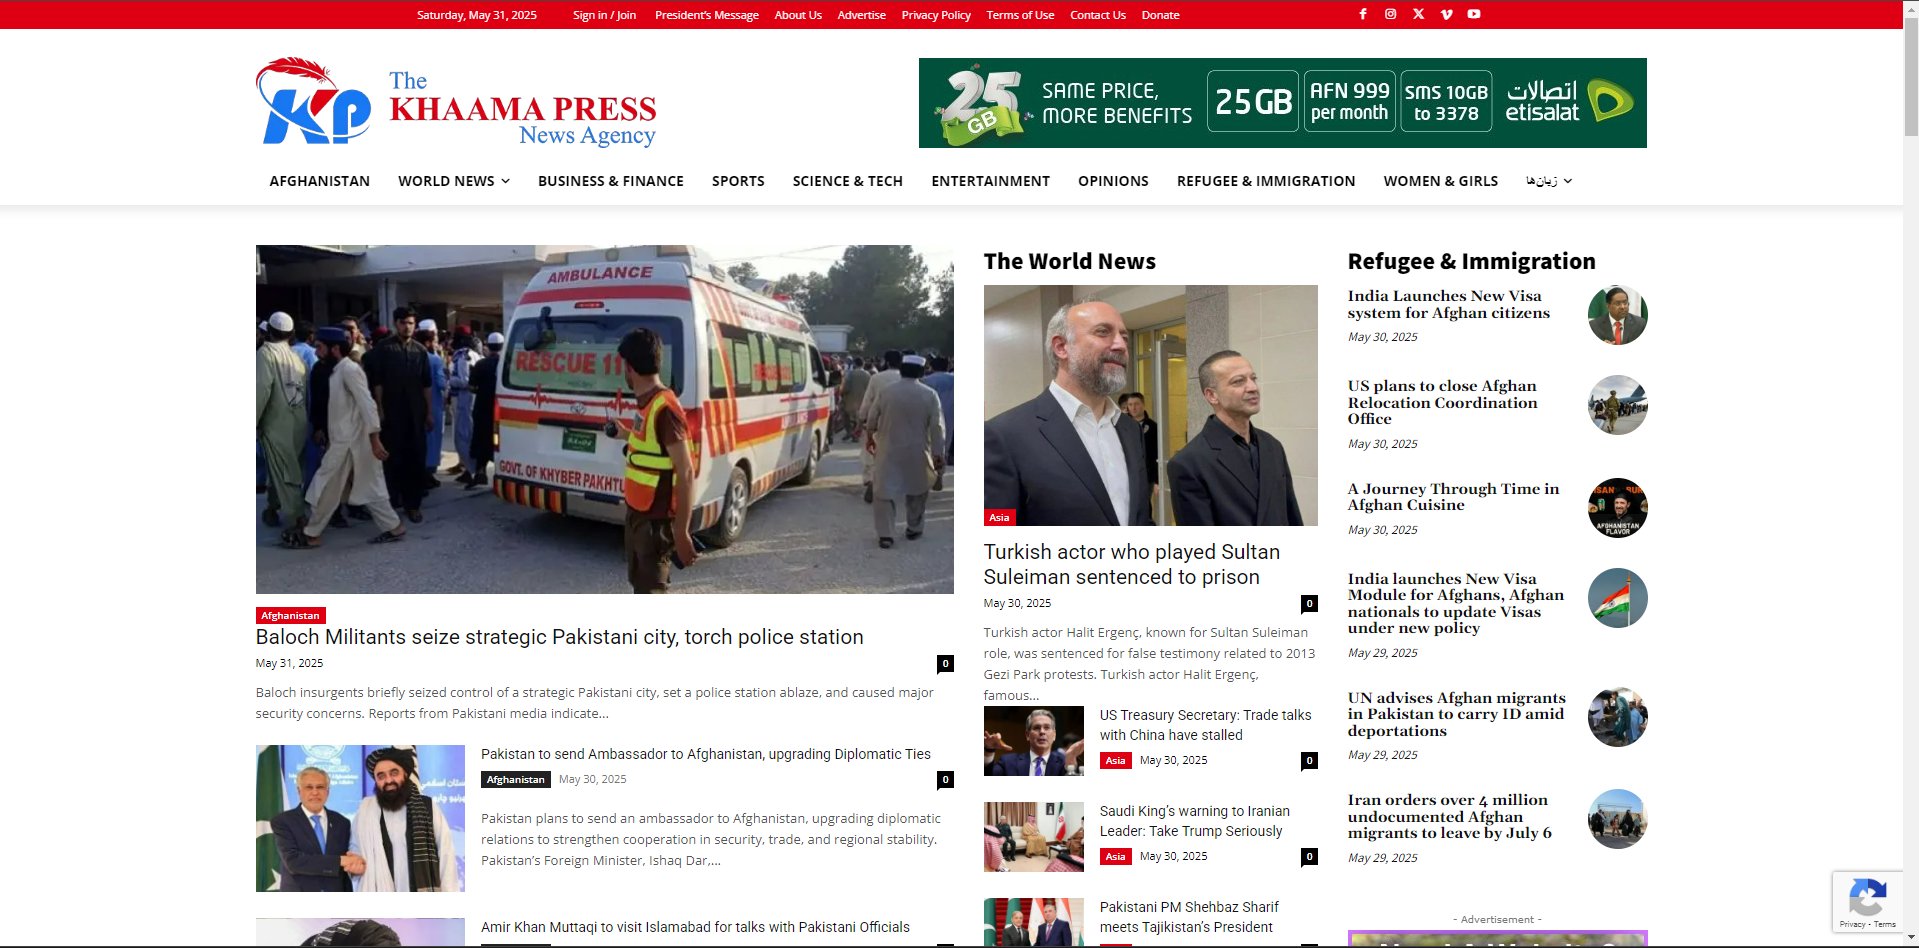 Saturday, May 31, 2025
Sign in / Join
President's Message
About Us
Advertise
Privacy Policy
Terms of Use
Contact Us
Donate
KP
The
KHAAMA PRESS
News Agency
25
GB
SAME PRICE,
MORE BENEFITS
25GB
AFN 999
per month
SMS 10GB
to 3378
اتصالات
etisalat
AFGHANISTAN
WORLD NEWS
BUSINESS & FINANCE
SPORTS
SCIENCE & TECH
ENTERTAINMENT
OPINIONS
REFUGEE & IMMIGRATION
WOMEN & GIRLS
زبان‌ها
AMBULANCE
RESCUE 11
RESCUE
GOVT. OF KHYBER PAKHTU
Afghanistan
Baloch Militants seize strategic Pakistani city, torch police station
May 31, 2025
0
Baloch insurgents briefly seized control of a strategic Pakistani city, set a police station ablaze, and caused major
security concerns. Reports from Pakistani media indicate...
Pakistan to send Ambassador to Afghanistan, upgrading Diplomatic Ties
Afghanistan
May 30, 2025
0
Pakistan plans to send an ambassador to Afghanistan, upgrading diplomatic
relations to strengthen cooperation in security, trade, and regional stability.
Pakistan's Foreign Minister, Ishaq Dar,...
Amir Khan Muttaqi to visit Islamabad for talks with Pakistani Officials
The World News
Asia
Turkish actor who played Sultan
Suleiman sentenced to prison
May 30, 2025
0
Turkish actor Halit Ergenç, known for Sultan Suleiman
role, was sentenced for false testimony related to 2013
Gezi Park protests. Turkish actor Halit Ergenç,
famous...
US Treasury Secretary: Trade talks
with China have stalled
Asia
May 30, 2025
0
Saudi King's warning to Iranian
Leader: Take Trump Seriously
Asia
May 30, 2025
0
Pakistani PM Shehbaz Sharif
meets Tajikistan's President
Refugee & Immigration
India Launches New Visa
system for Afghan citizens
May 30, 2025
US plans to close Afghan
Relocation Coordination
Office
May 30, 2025
A Journey Through Time in
Afghan Cuisine
May 30, 2025
AFGHANISTAN
FLAVOR
India launches New Visa
Module for Afghans, Afghan
nationals to update Visas
under new policy
May 29, 2025
UN advises Afghan migrants
in Pakistan to carry ID amid
deportations
May 29, 2025
Iran orders over 4 million
undocumented Afghan
migrants to leave by July 6
May 29, 2025
- Advertisement -
Privacy - Terms